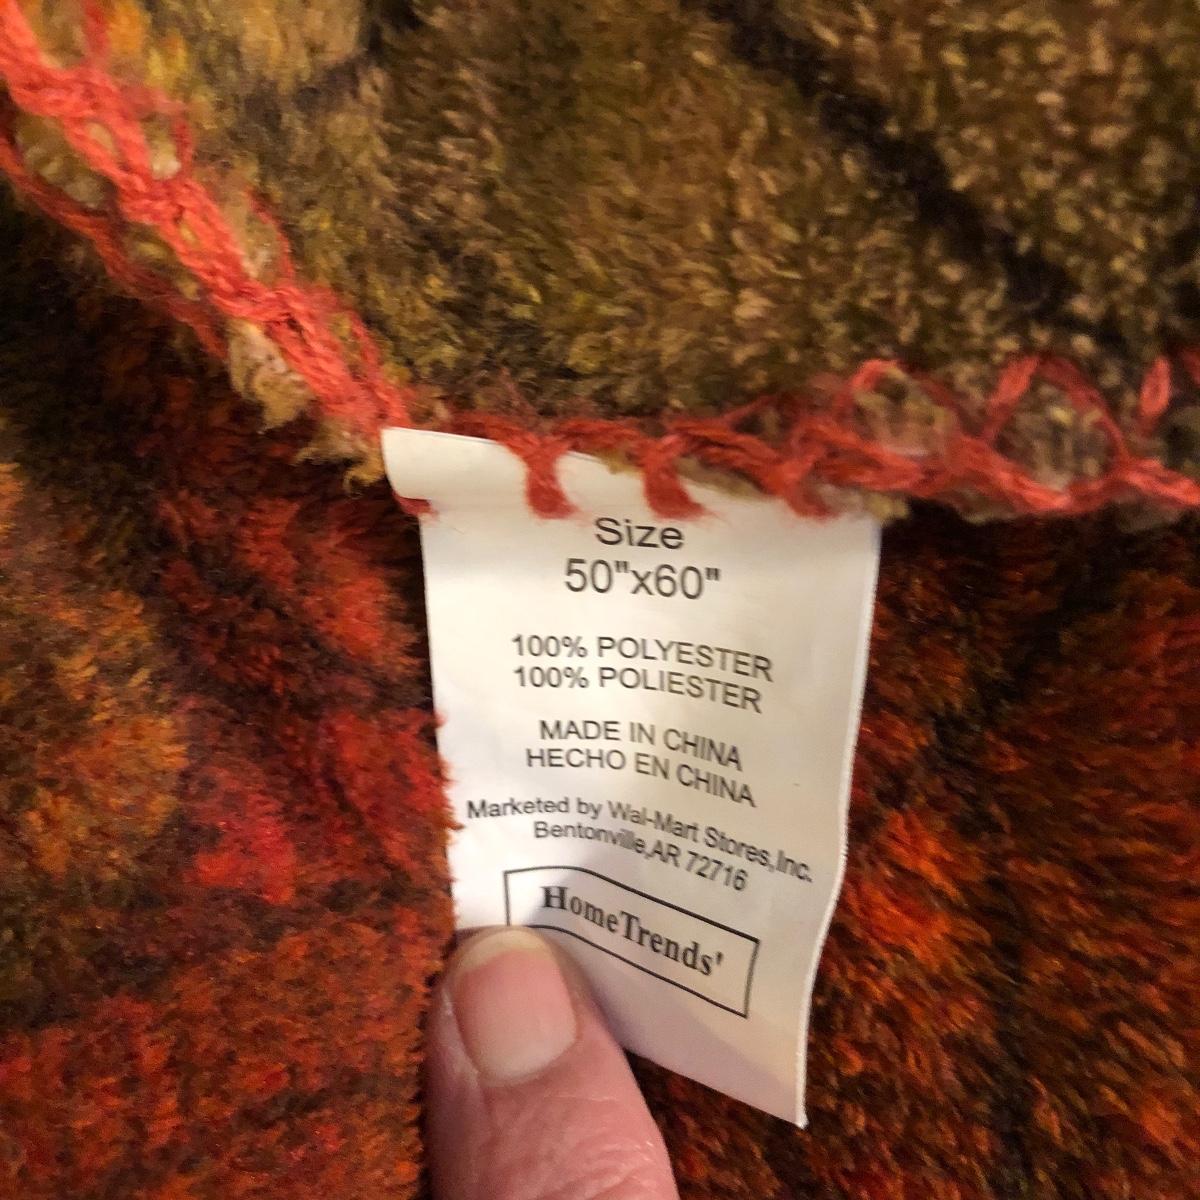 Size
50"x60"
100% POLYESTER
100% POLIESTER
MADE IN CHINA
HECHO EN CHINA
Marketed by Wal-Mart Stores,Inc.
Bentonville,AR 72716
HomeTrends'